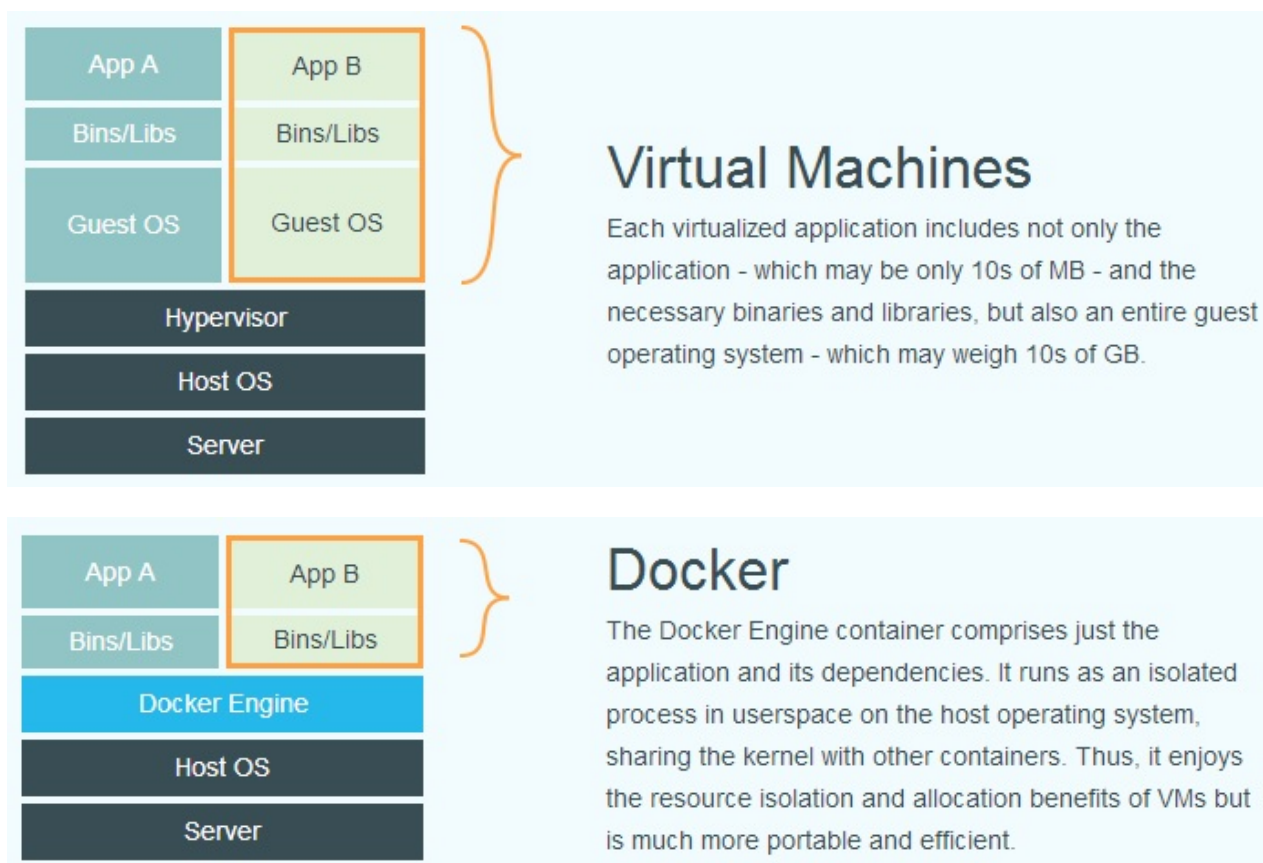 App A
App B
Bins/Libs
Bins/Libs
Guest OS
Guest OS
Hypervisor
Host OS
Server
Virtual Machines
Each virtualized application includes not only the
application - which may be only 10s of MB - and the
necessary binaries and libraries, but also an entire guest
operating system - which may weigh 10s of GB.
App A
App B
Bins/Libs
Bins/Libs
Docker Engine
Host OS
Server
Docker
The Docker Engine container comprises just the
application and its dependencies. It runs as an isolated
process in userspace on the host operating system,
sharing the kernel with other containers. Thus, it enjoys
the resource isolation and allocation benefits of VMs but
is much more portable and efficient.